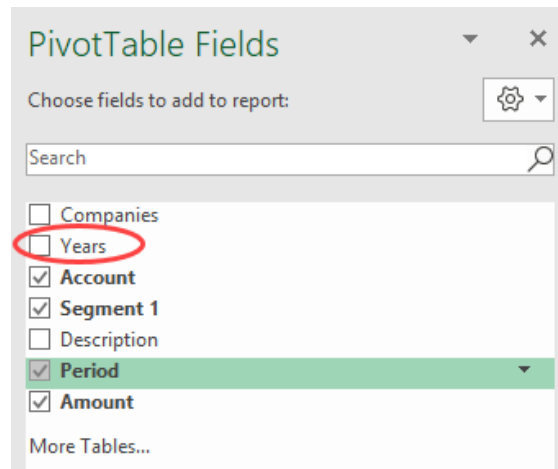 PivotTable Fields
Choose fields to add to report:
Search
Companies
Years
Account
Segment 1
Description
Period
Amount
More Tables...